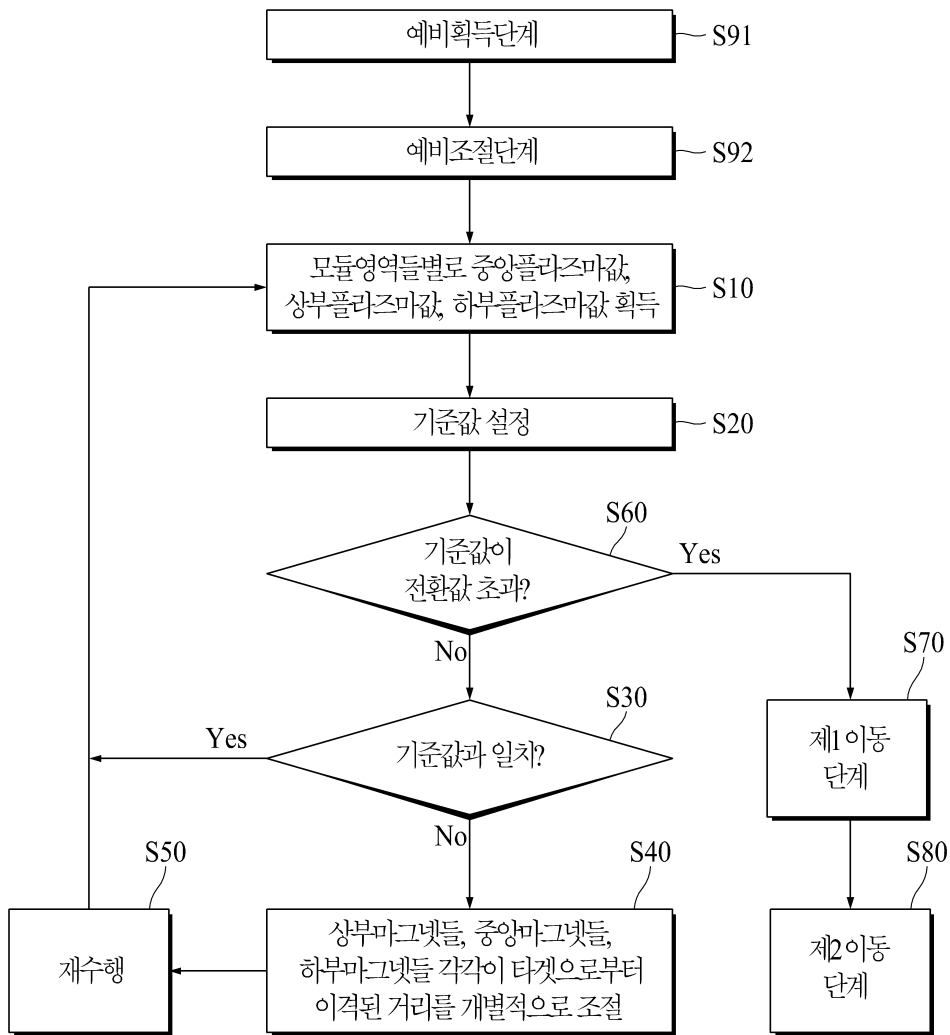 예비획득단계
S91
예비조절단계
S92
모듈영역들별로 중앙플라즈마값,
상부플라즈마값, 하부플라즈마값 획득
S10
기준값 설정
S20
S60
기준값이
전환값 초과?
Yes
No
S70
제1 이동
단계
S30
기준값과 일치?
Yes
No
S50
재수행
S40
상부마그넷들, 중앙마그넷들,
하부마그넷들 각각이 타겟으로부터
이격된 거리를 개별적으로 조절
S80
제2 이동
단계